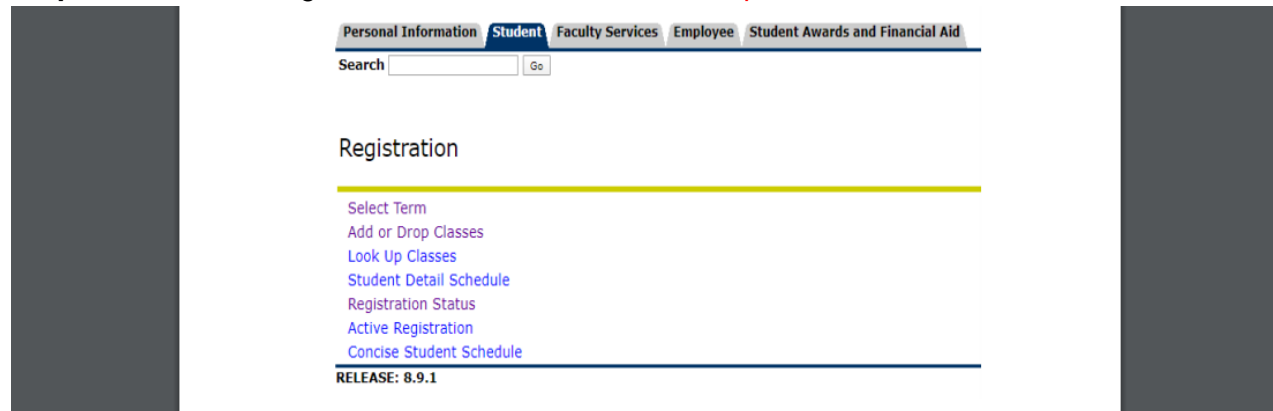 Personal Information Student Faculty Services Employee Student Awards and Financial Aid
Search Go
Registration
Select Term
Add or Drop Classes
Look Up Classes
Student Detail Schedule
Registration Status
Active Registration
Concise Student Schedule
RELEASE: 8.9.1